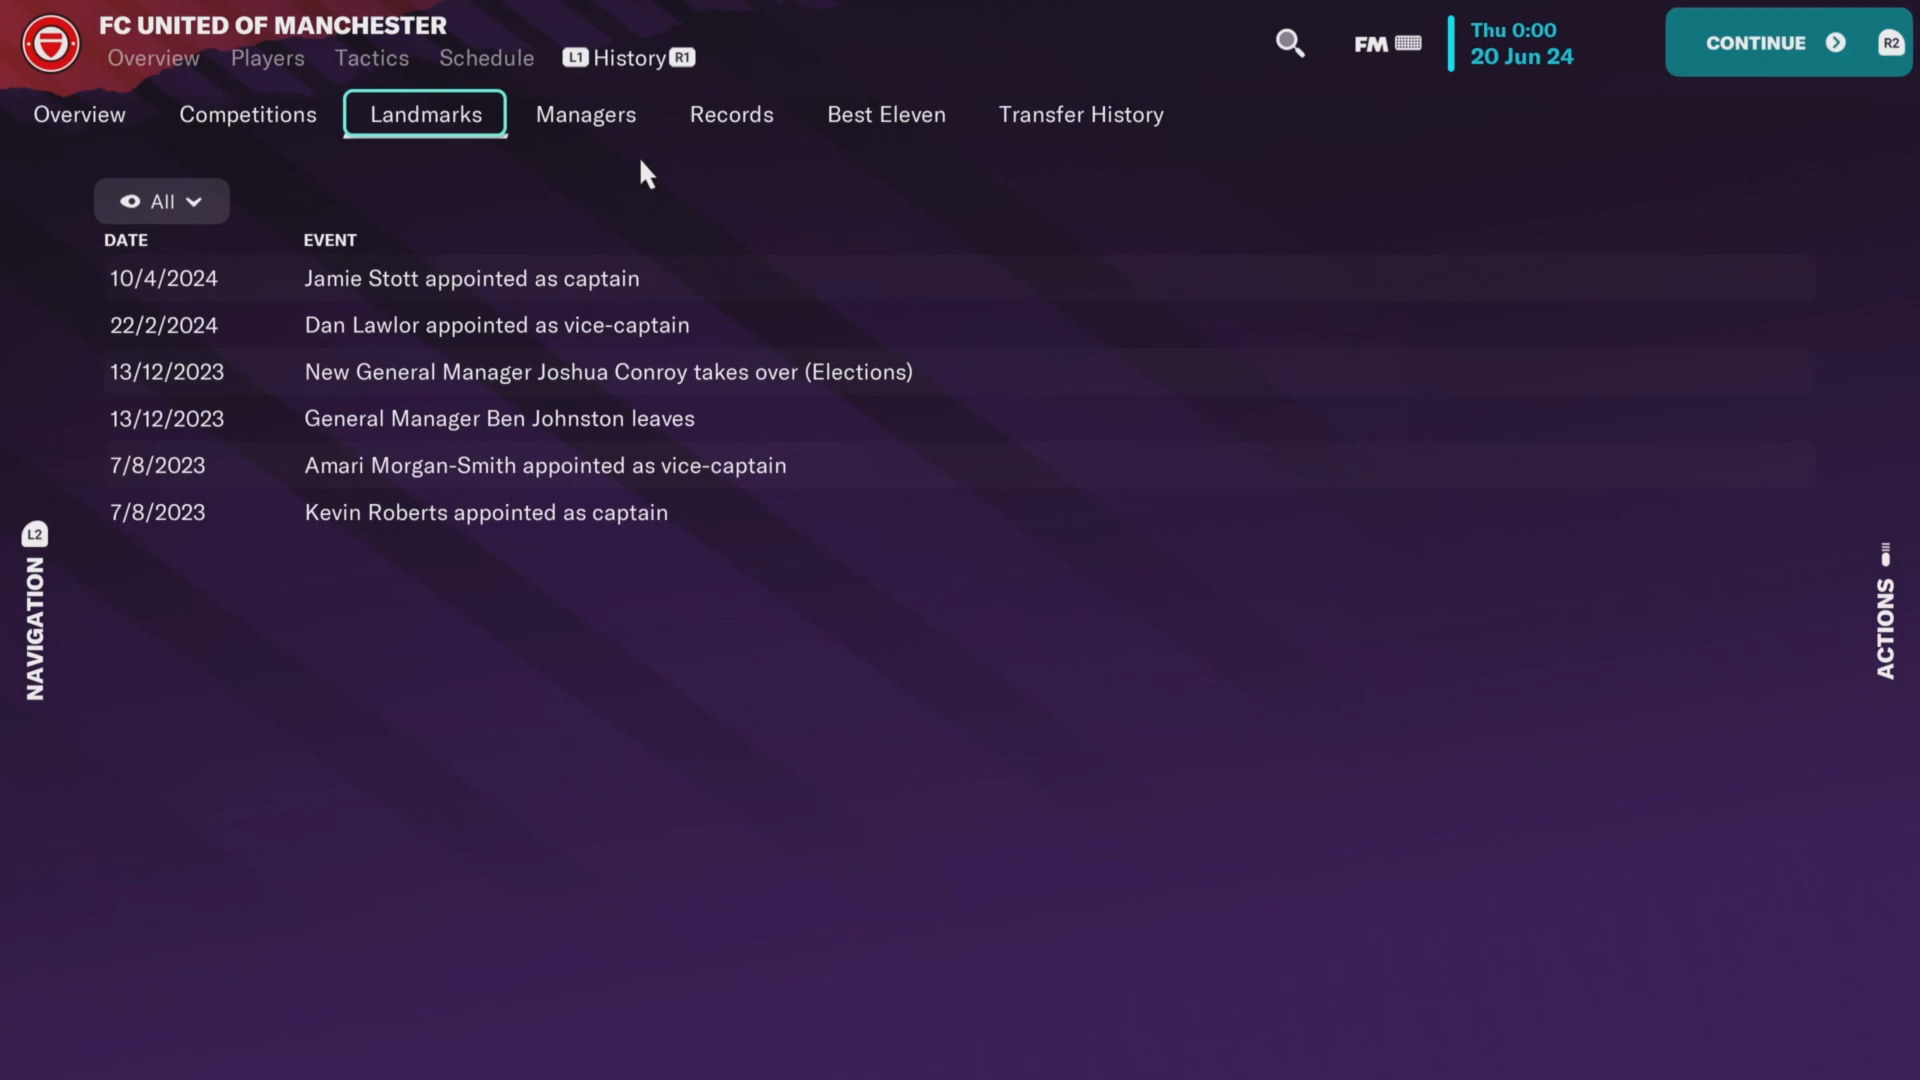 FC UNITED OF MANCHESTER
Overview Players Tactics Schedule L1 History R1
FM
Thu 0:00
20 Jun 24
CONTINUE R2
Overview Competitions Landmarks Managers Records Best Eleven Transfer History
All
DATE EVENT
10/4/2024 Jamie Stott appointed as captain
22/2/2024 Dan Lawlor appointed as vice-captain
13/12/2023 New General Manager Joshua Conroy takes over (Elections)
13/12/2023 General Manager Ben Johnston leaves
7/8/2023 Amari Morgan-Smith appointed as vice-captain
7/8/2023 Kevin Roberts appointed as captain
L2
NAVIGATION
ACTIONS